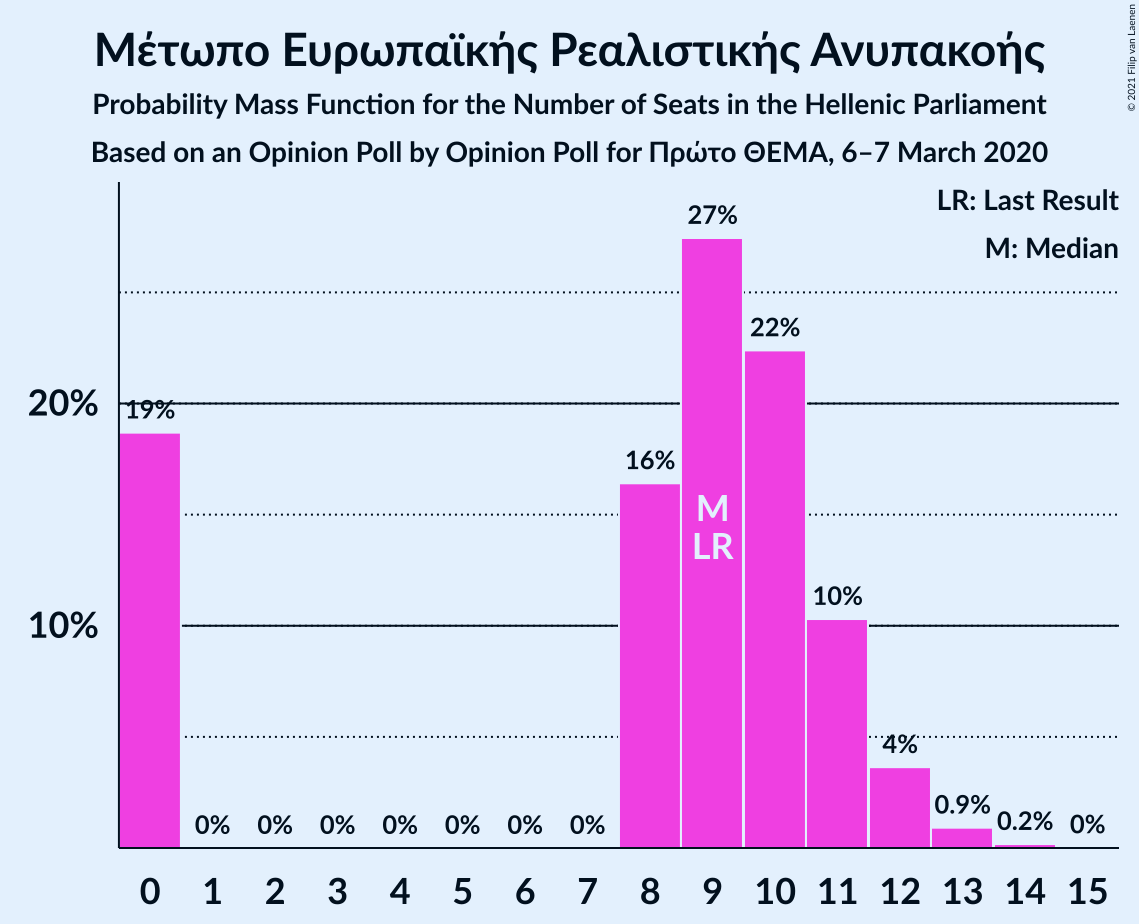 Μέτωπο Ευρωπαϊκής Ρεαλιστικής Ανυπακοής
Probability Mass Function for the Number of Seats in the Hellenic Parliament
Based on an Opinion Poll by Opinion Poll for Πρώτο ΘΕΜΑ, 6–7 March 2020
© 2021 Filip van Laenen
LR: Last Result
M: Median
27%
22%
20%
19%
16%
M
LR
10%
10%
4%
0.9%
0.2%
0%
0% 0% 0% 0% 0% 0% 0%
0 1 2 3 4 5 6 7 8 9 10 11 12 13 14 15